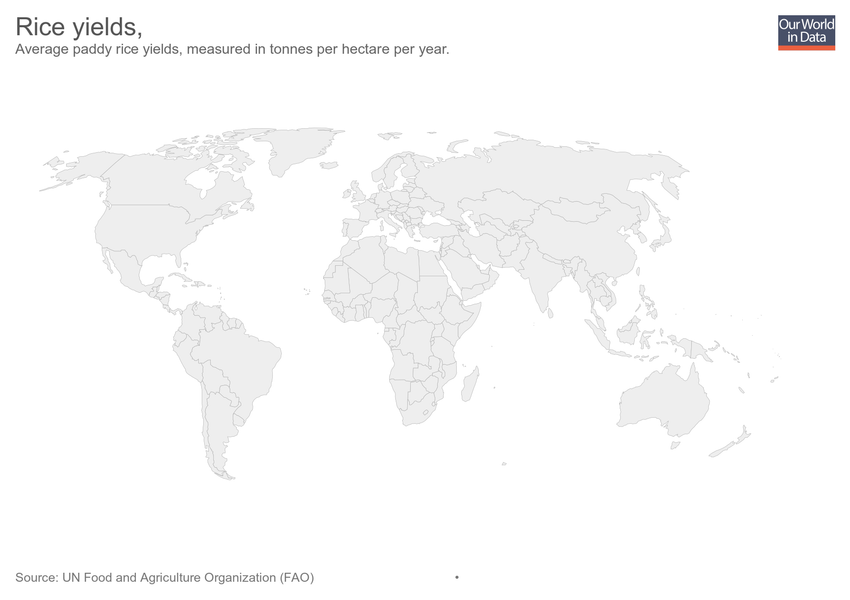 Rice yields,
Average paddy rice yields, measured in tonnes per hectare per year.
Our World
in Data
Source: UN Food and Agriculture Organization (FAO)
•